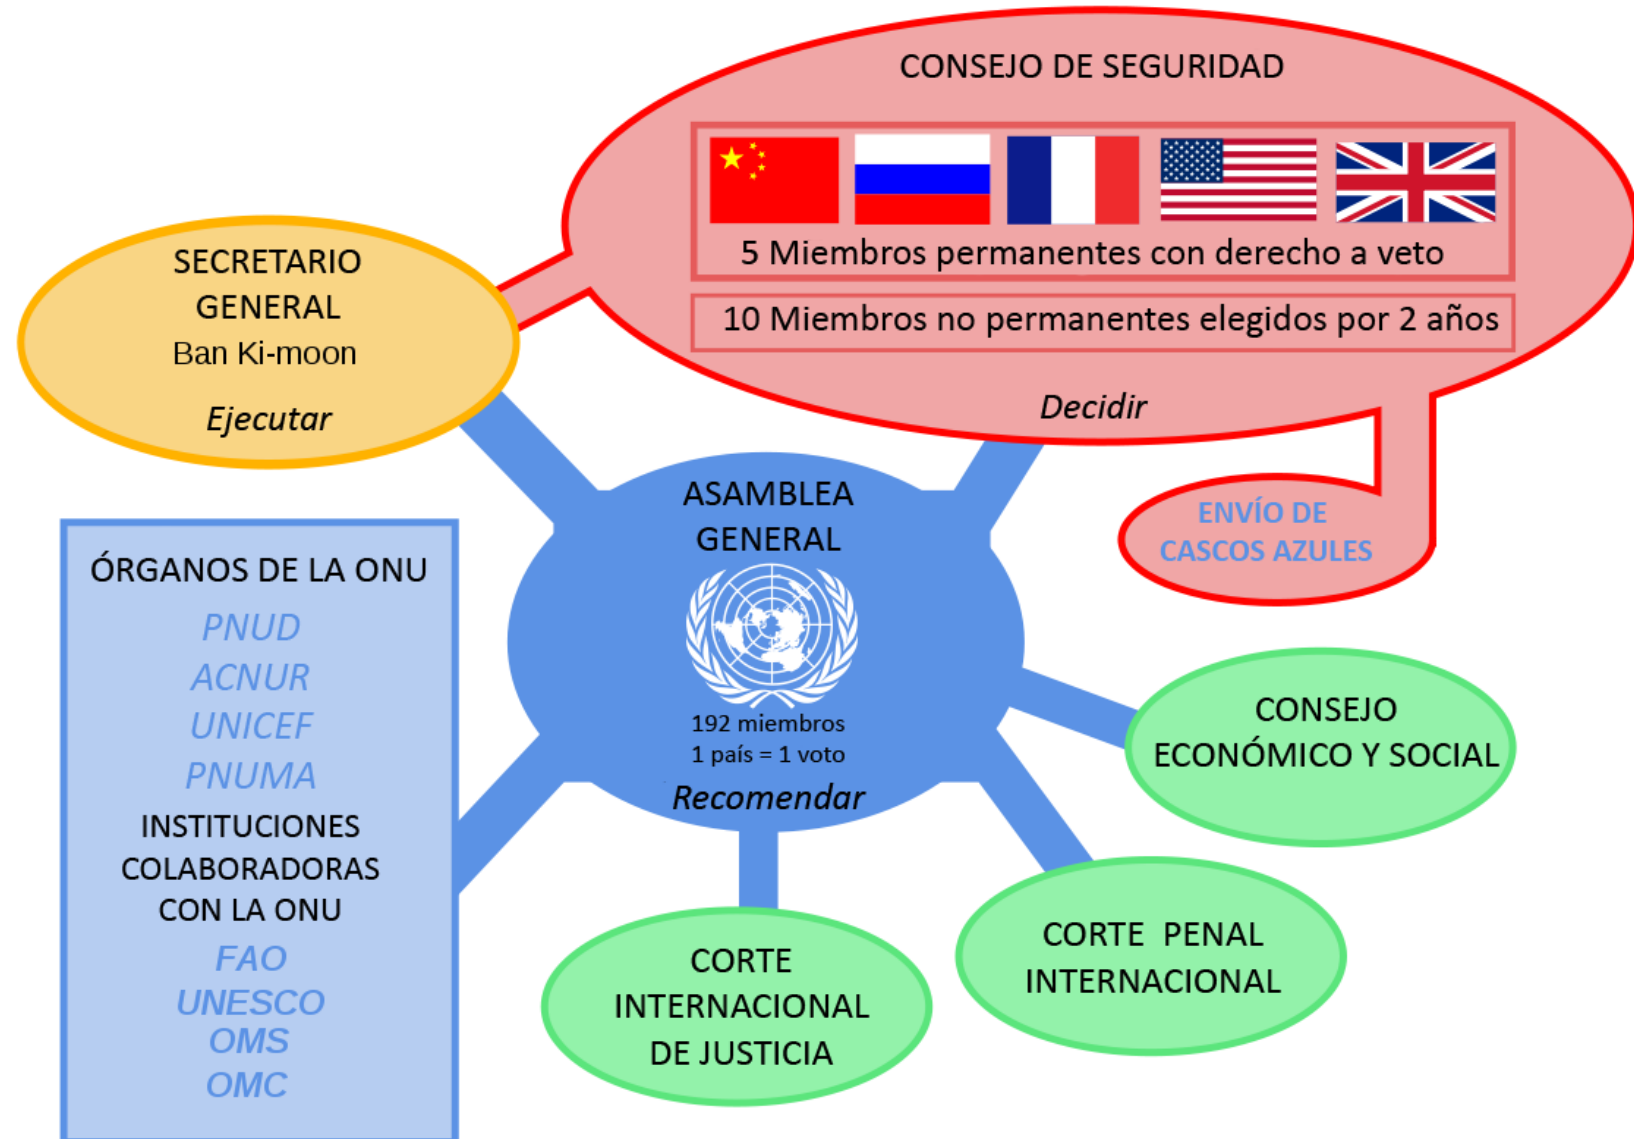 CONSEJO DE SEGURIDAD
5 Miembros permanentes con derecho a veto
10 Miembros no permanentes elegidos por 2 años
Decidir
ENVÍO DE
CASCOS AZULES
SECRETARIO
GENERAL
Ban Ki-moon
Ejecutar
ASAMBLEA
GENERAL
192 miembros
1 país = 1 voto
Recomendar
ÓRGANOS DE LA ONU
PNUD
ACNUR
UNICEF
PNUMA
INSTITUCIONES
COLABORADORAS
CON LA ONU
FAO
UNESCO
OMS
OMC
CONSEJO
ECONÓMICO Y SOCIAL
CORTE PENAL
INTERNACIONAL
CORTE
INTERNACIONAL
DE JUSTICIA